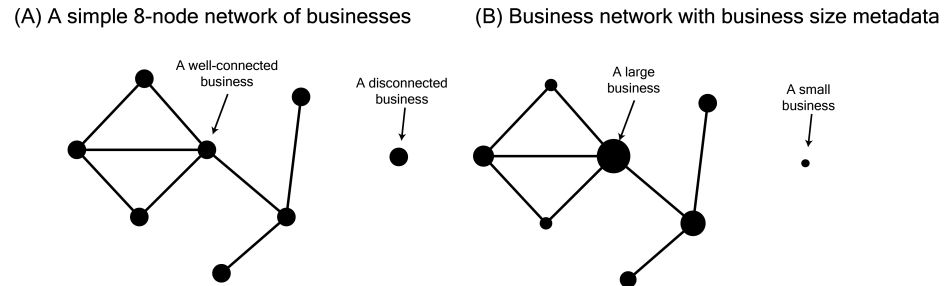 (A) A simple 8-node network of businesses
A well-connected
business
A disconnected
business
(B) Business network with business size metadata
A large
business
A small
business